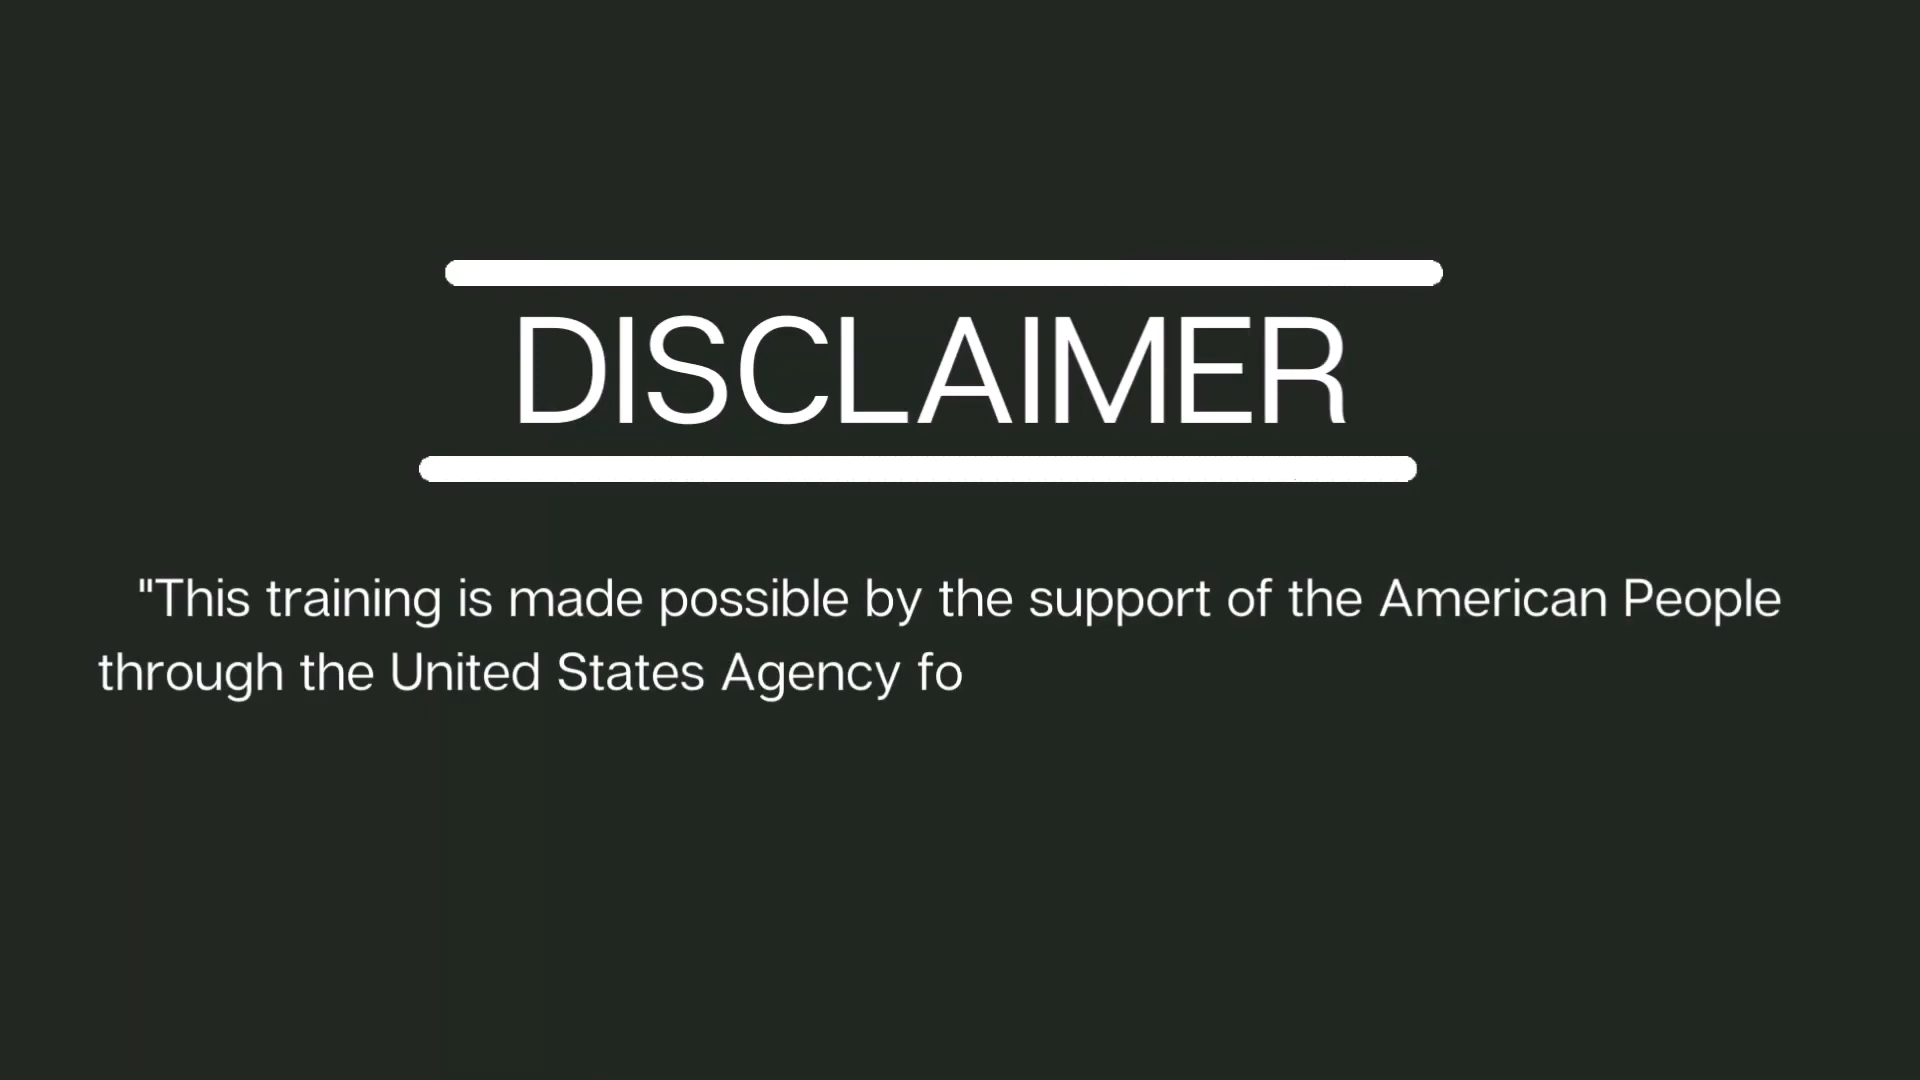 DISCLAIMER
"This training is made possible by the support of the American People
through the United States Agency fo